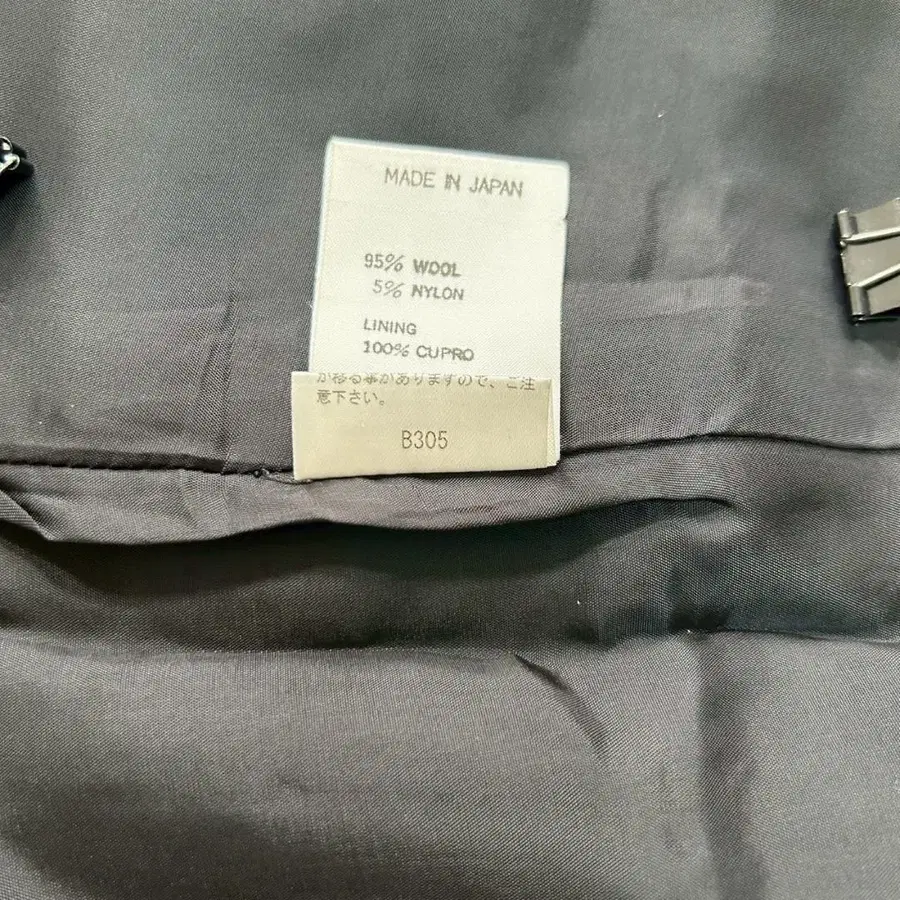 MADE IN JAPAN
95% WOOL
5% NYLON
LINING
100% CUPRO
が移る事がありますので、ご注
意下さい。
B305